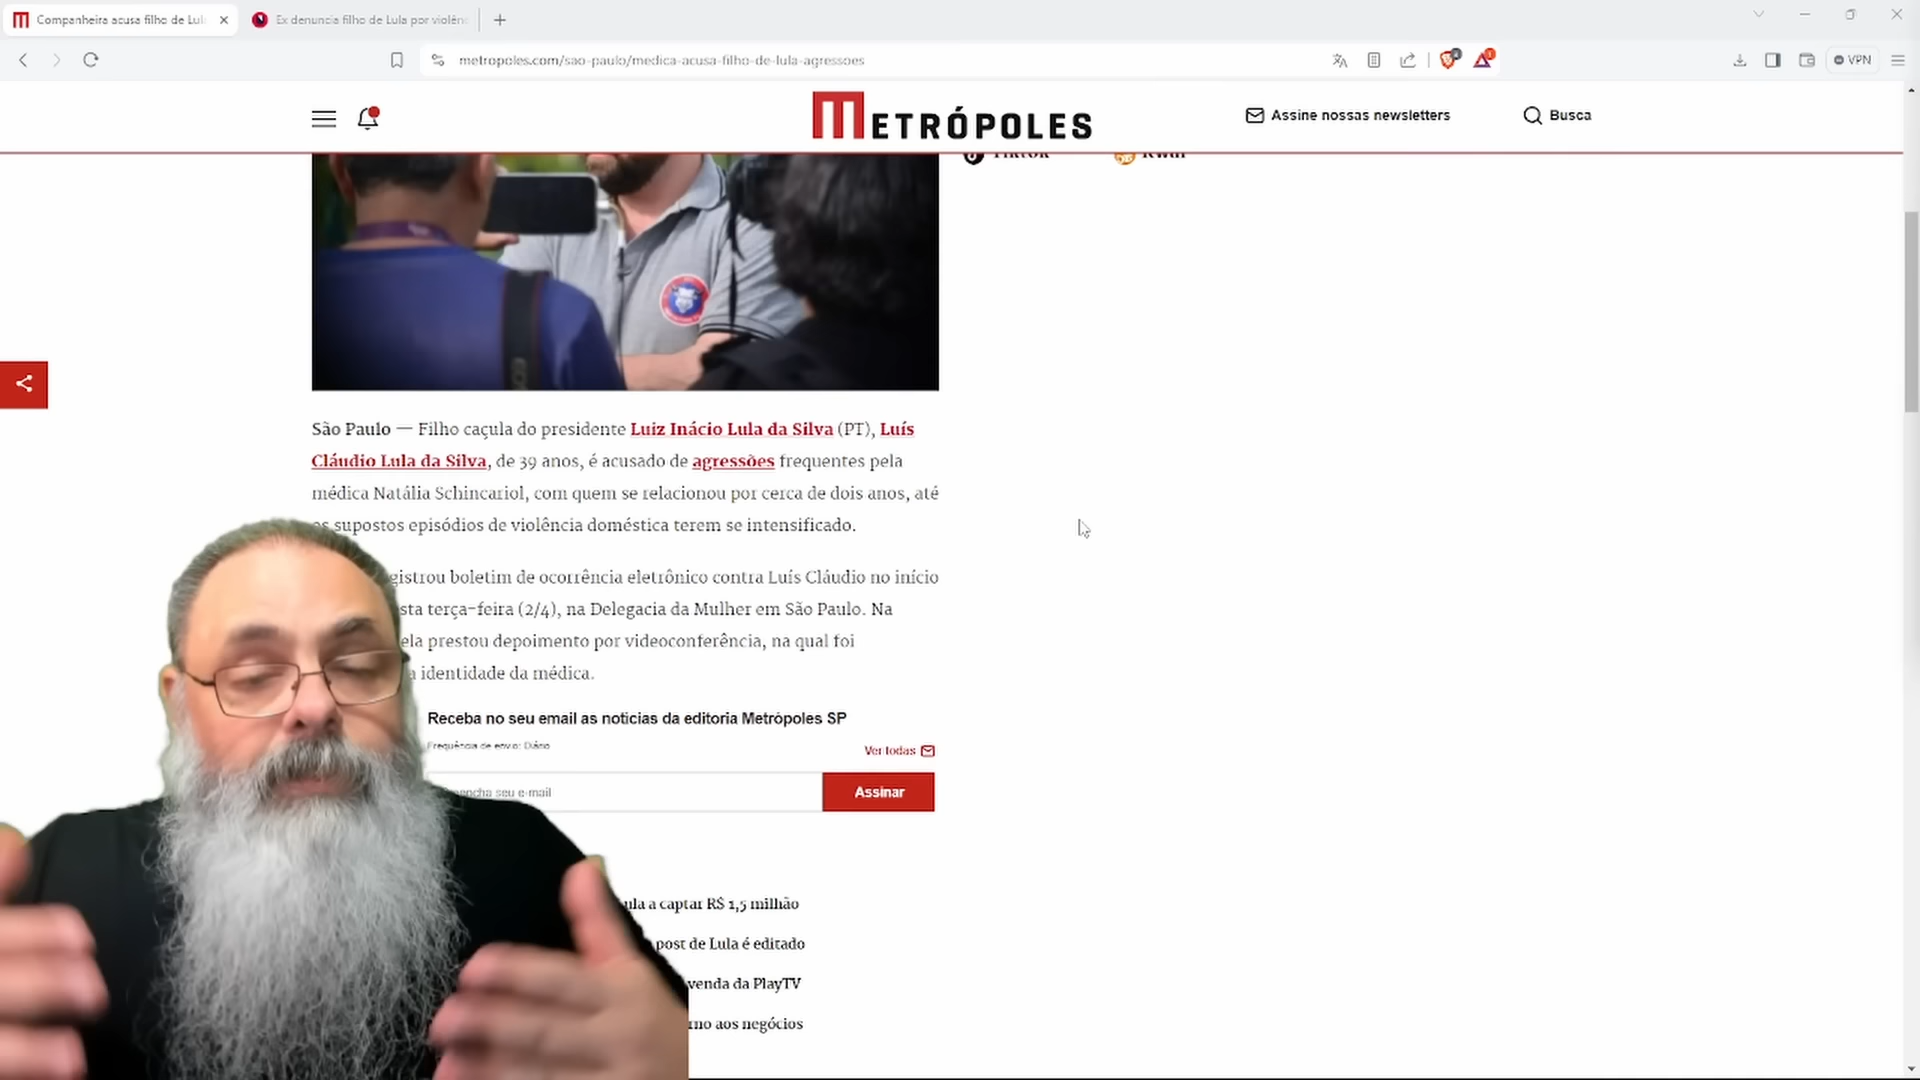 Companheira acusa filho de Lul
Ex denuncia filho de Lula por violên
metropoles.com/sao-paulo/medica-acusa-filho-de-lula-agressoes
VPN
METRÓPOLES
Assine nossas newsletters
Busca
TikTok
Kwai
São Paulo — Filho caçula do presidente Luiz Inácio Lula da Silva (PT), Luís
Cláudio Lula da Silva, de 39 anos, é acusado de agressões frequentes pela
médica Natália Schincariol, com quem se relacionou por cerca de dois anos, até
os supostos episódios de violência doméstica terem se intensificado.
gistrou boletim de ocorrência eletrônico contra Luís Cláudio no início
sta terça-feira (2/4), na Delegacia da Mulher em São Paulo. Na
ela prestou depoimento por videoconferência, na qual foi
a identidade da médica.
Receba no seu email as notícias da editoria Metrópoles SP
Frequência de envio: Diário
Ver todas
encha seu e-mail
Assinar
ula a captar R$ 1,5 milhão
post de Lula é editado
venda da PlayTV
rno aos negócios